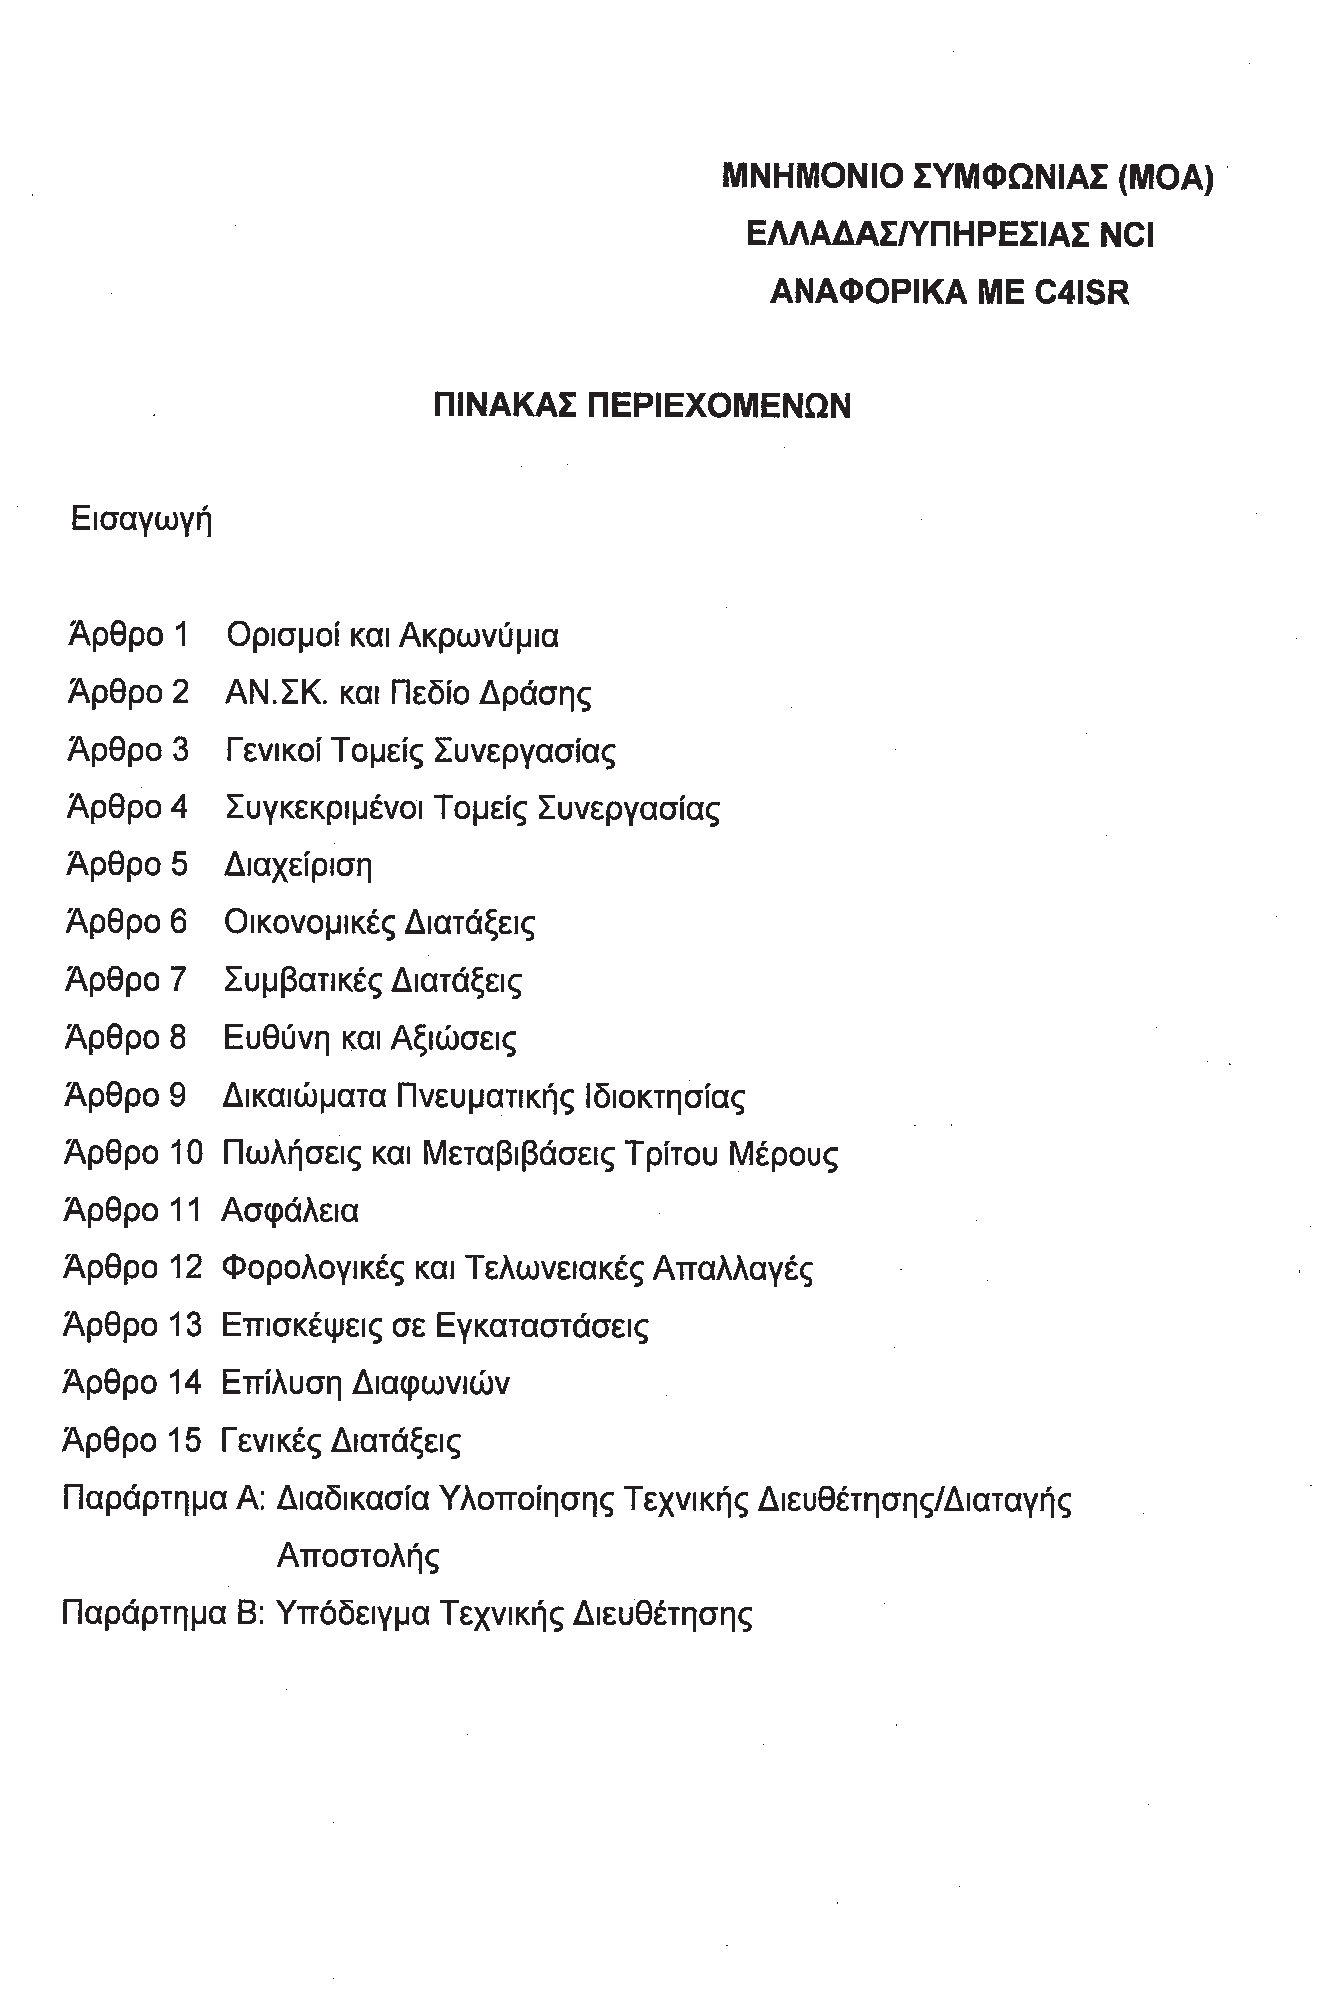 ΜΝΗΜΟΝΙΟ ΣΥΜΦΩΝΙΑΣ (ΜΟΑ)
ΕΛΛΑΔΑΣ/ΥΠΗΡΕΣΙΑΣ NCI
ΑΝΑΦΟΡΙΚΑ ΜΕ C4ISR
ΠΙΝΑΚΑΣ ΠΕΡΙΕΧΟΜΕΝΩΝ
Εισαγωγή
Άρθρο 1 Ορισμοί και Ακρωνύμια
Άρθρο 2 ΑΝ.ΣΚ. και Πεδίο Δράσης
Άρθρο 3 Γενικοί Τομείς Συνεργασίας
Άρθρο 4 Συγκεκριμένοι Τομείς Συνεργασίας
Άρθρο 5 Διαχείριση
Άρθρο 6 Οικονομικές Διατάξεις
Άρθρο 7 Συμβατικές Διατάξεις
Άρθρο 8 Ευθύνη και Αξιώσεις
Άρθρο 9 Δικαιώματα Πνευματικής Ιδιοκτησίας
Άρθρο 10 Πωλήσεις και Μεταβιβάσεις Τρίτου Μέρους
Άρθρο 11 Ασφάλεια
Άρθρο 12 Φορολογικές και Τελωνειακές Απαλλαγές
Άρθρο 13 Επισκέψεις σε Εγκαταστάσεις
Άρθρο 14 Επίλυση Διαφωνιών
Άρθρο 15 Γενικές Διατάξεις
Παράρτημα Α: Διαδικασία Υλοποίησης Τεχνικής Διευθέτησης/Διαταγής
Αποστολής
Παράρτημα Β: Υπόδειγμα Τεχνικής Διευθέτησης